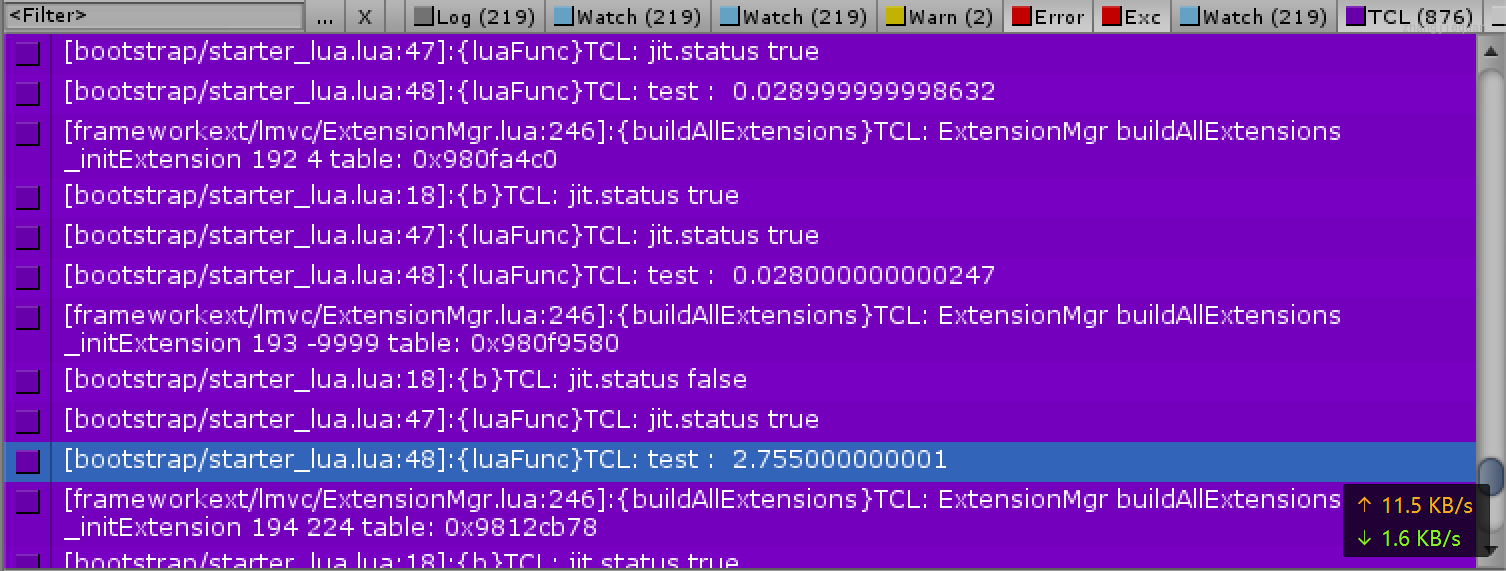 <Filter> ... X Log (219) Watch (219) Watch (219) Warn (2) Error Exc Watch (219) TCL (876)
[bootstrap/starter_lua.lua:47]:{luaFunc}TCL: jit.status true
[bootstrap/starter_lua.lua:48]:{luaFunc}TCL: test : 0.028999999998632
[frameworkext/lmvc/ExtensionMgr.lua:246]:{buildAllExtensions}TCL: ExtensionMgr buildAllExtensions
_initExtension 192 4 table: 0x980fa4c0
[bootstrap/starter_lua.lua:18]:{b}TCL: jit.status true
[bootstrap/starter_lua.lua:47]:{luaFunc}TCL: jit.status true
[bootstrap/starter_lua.lua:48]:{luaFunc}TCL: test : 0.028000000000247
[frameworkext/lmvc/ExtensionMgr.lua:246]:{buildAllExtensions}TCL: ExtensionMgr buildAllExtensions
_initExtension 193 -9999 table: 0x980f9580
[bootstrap/starter_lua.lua:18]:{b}TCL: jit.status false
[bootstrap/starter_lua.lua:47]:{luaFunc}TCL: jit.status true
[bootstrap/starter_lua.lua:48]:{luaFunc}TCL: test : 2.755000000001
[frameworkext/lmvc/ExtensionMgr.lua:246]:{buildAllExtensions}TCL: ExtensionMgr buildAllExtensions
_initExtension 194 224 table: 0x9812cb78
↑ 11.5 KB/s
↓ 1.6 KB/s
[bootstrap/starter_lua.lua:18]:{b}TCL: jit.status true